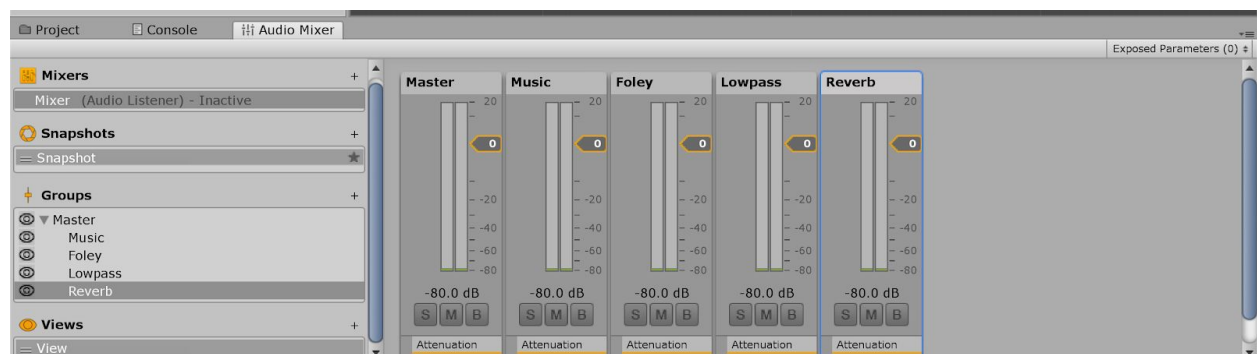 Project Console Audio Mixer
Exposed Parameters (0)
Mixers +
Mixer (Audio Listener) - Inactive
Snapshots +
Snapshot
Groups +
Master
Music
Foley
Lowpass
Reverb
Views +
View
Master Music Foley Lowpass Reverb
20 20 20 20 20
0 0 0 0 0
-20 -20 -20 -20 -20
-40 -40 -40 -40 -40
-60 -60 -60 -60 -60
-80 -80 -80 -80 -80
-80.0 dB -80.0 dB -80.0 dB -80.0 dB -80.0 dB
S M B S M B S M B S M B S M B
Attenuation Attenuation Attenuation Attenuation Attenuation